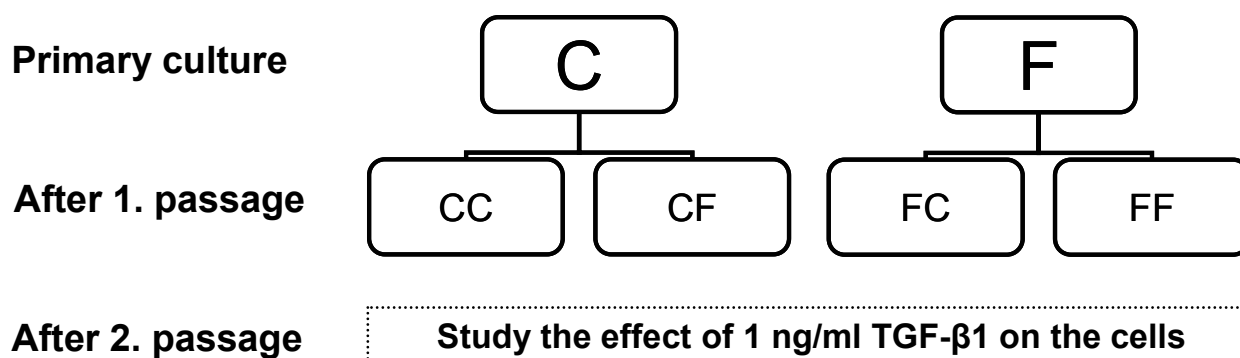 Primary culture
C
F
After 1. passage
CC
CF
FC
FF
After 2. passage
Study the effect of 1 ng/ml TGF-β1 on the cells